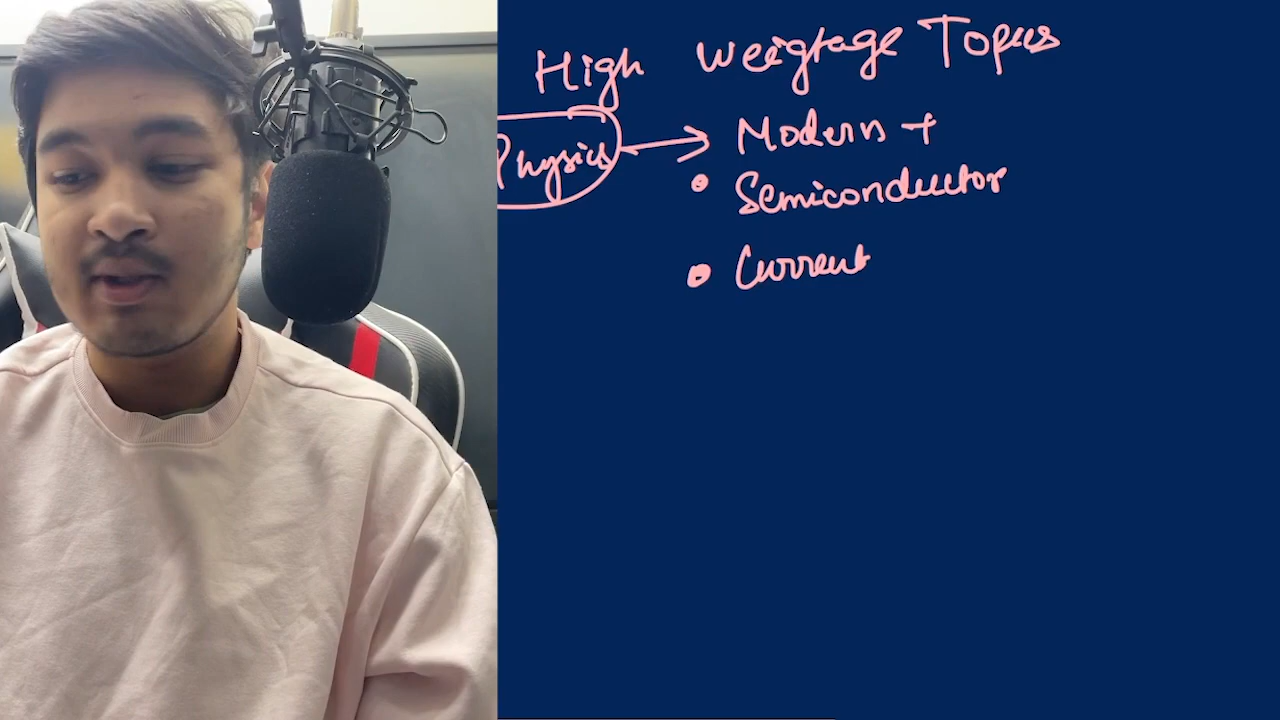 High Weigtage Topics
Physics → Modern +
• Semiconductor
• Current